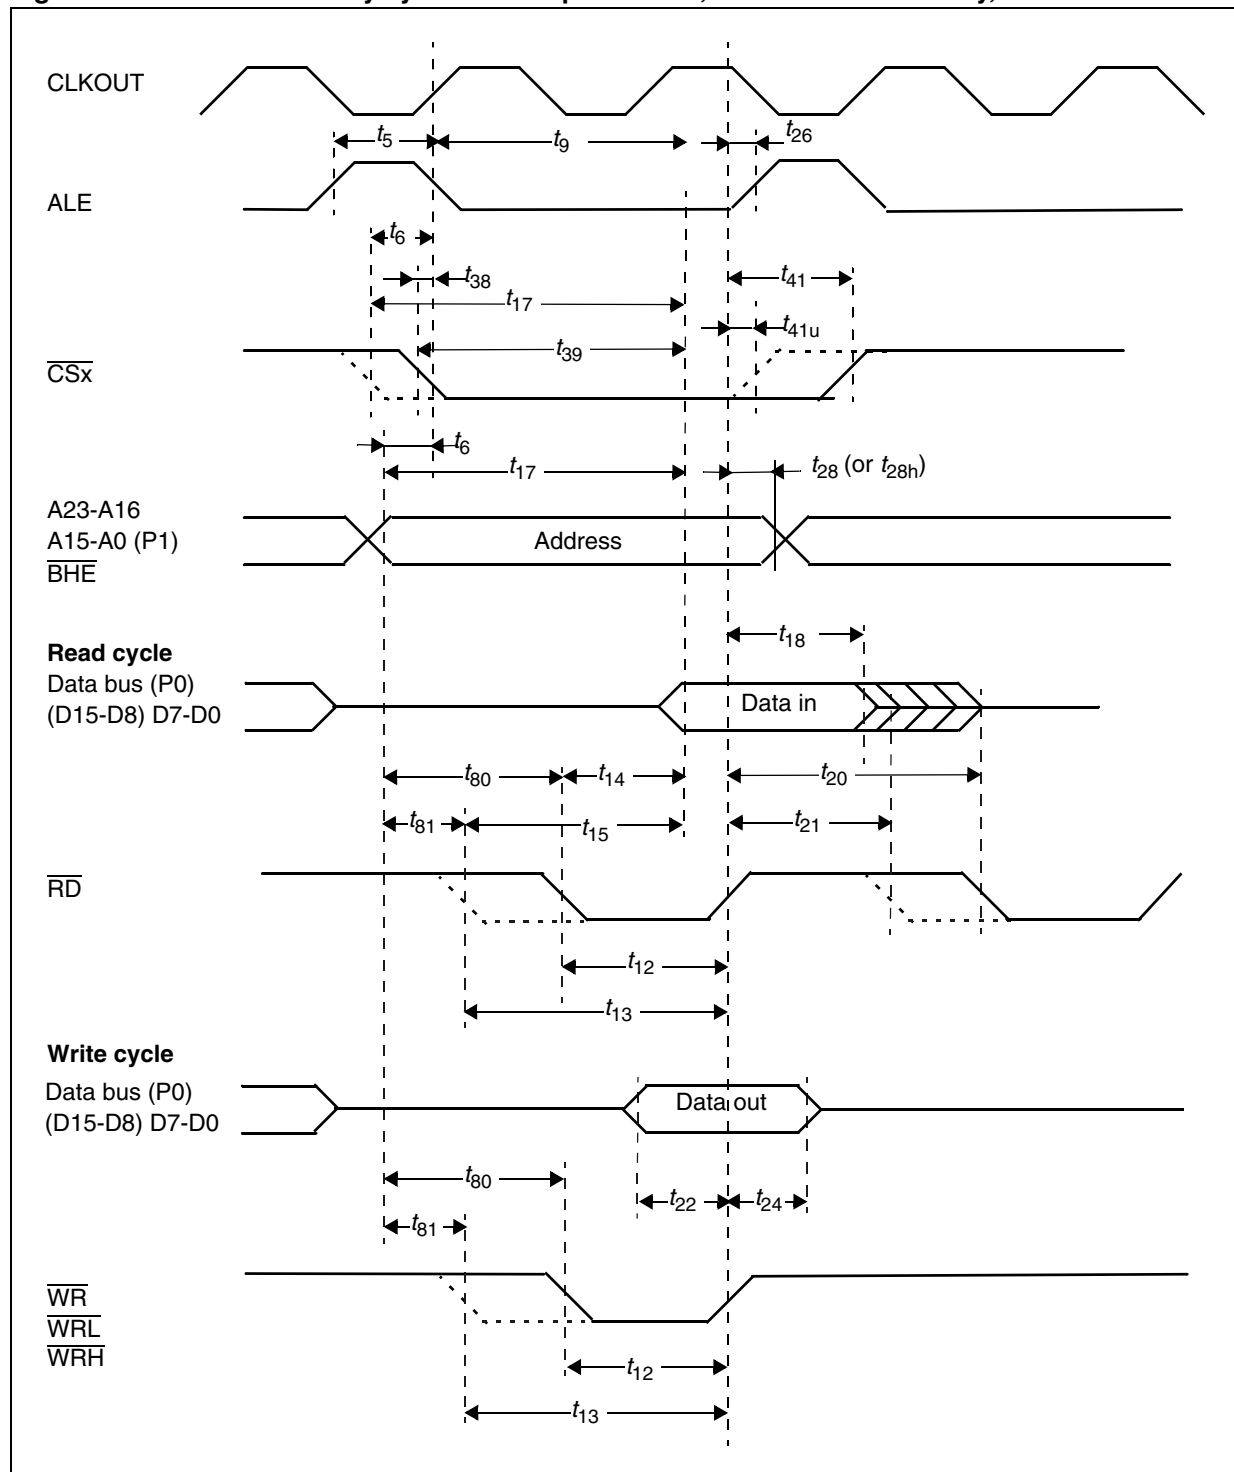 CLKOUT
t5
t9
t26
ALE
t6
t38
t41
t17
t41u
t39
CSx
t6
t17
t28 (or t28h)
A23-A16
A15-A0 (P1)
Address
BHE
t18
Read cycle
Data bus (P0)
Data in
(D15-D8) D7-D0
t80
t14
t20
t81
t15
t21
RD
t12
t13
Write cycle
Data bus (P0)
Data out
(D15-D8) D7-D0
t80
t22
t24
t81
WR
WRL
WRH
t12
t13